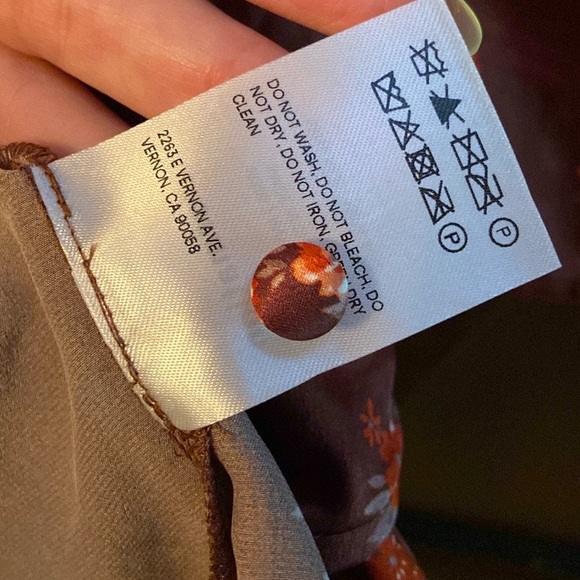 DO NOT WASH, DO NOT BLEACH, DO
NOT DRY, DO NOT IRON, GREEN DRY
CLEAN
2263 E VERNON AVE.
VERNON, CA 90058
P
P